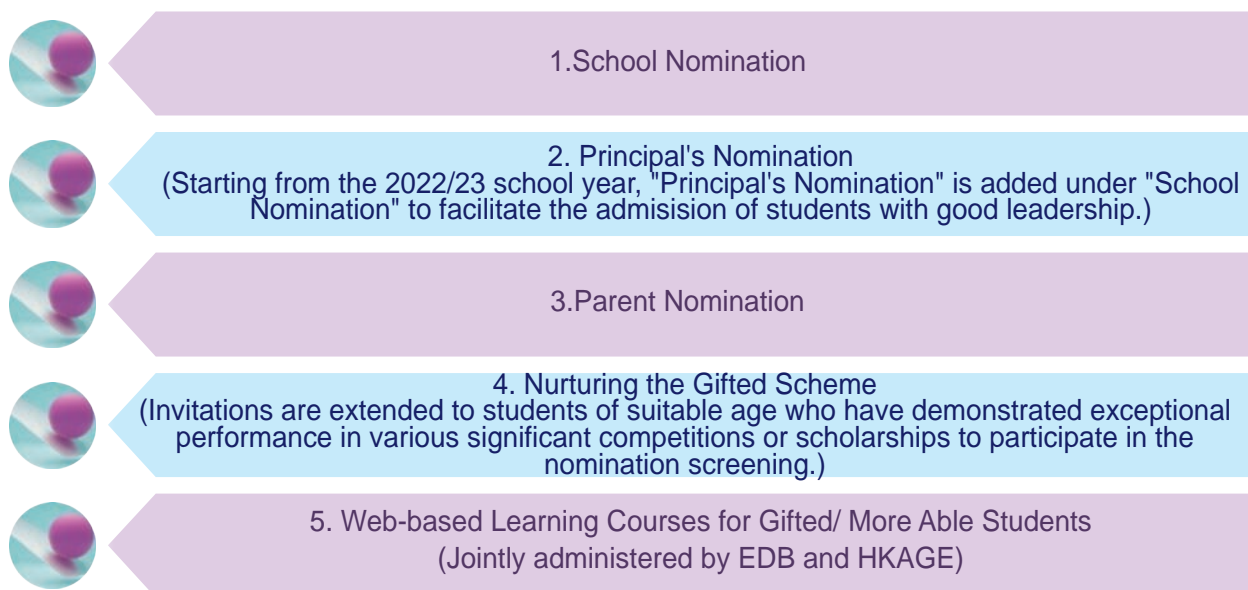 1.School Nomination
2. Principal's Nomination
(Starting from the 2022/23 school year, "Principal's Nomination" is added under "School
Nomination" to facilitate the admisision of students with good leadership.)
3.Parent Nomination
4. Nurturing the Gifted Scheme
(Invitations are extended to students of suitable age who have demonstrated exceptional
performance in various significant competitions or scholarships to participate in the
nomination screening.)
5. Web-based Learning Courses for Gifted/ More Able Students
(Jointly administered by EDB and HKAGE)